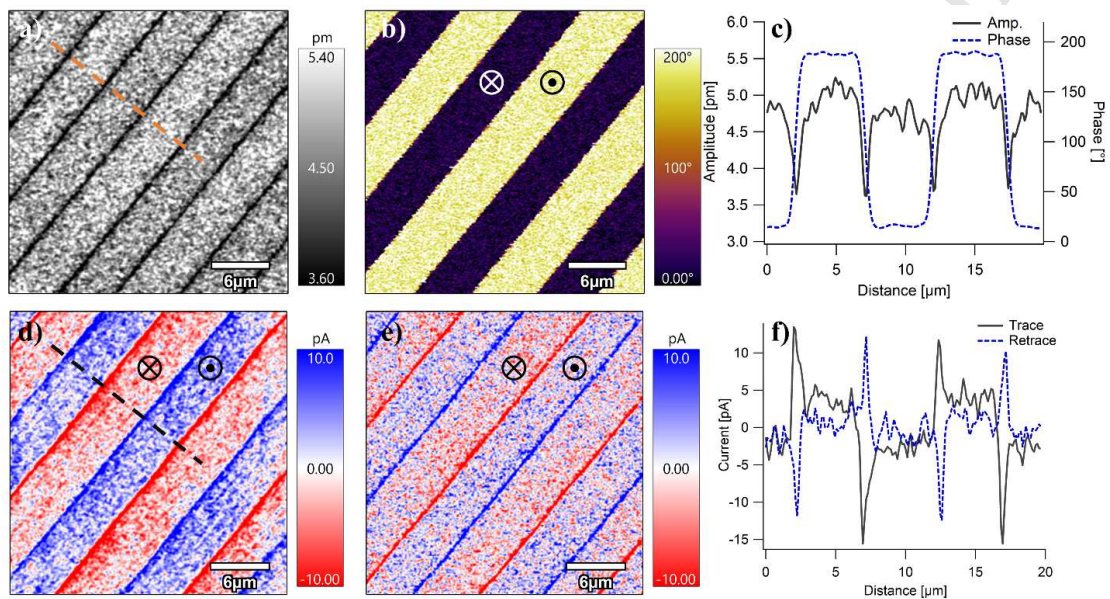 a)
pm
5.40
4.50
3.60
6µm
b)
200°
100°
0.00°
6µm
c)
Amp.
Phase
6.0
5.5
5.0
4.5
4.0
3.5
3.0
Amplitude [pm]
200
150
100
50
0
Phase [°]
0
5
10
15
Distance [µm]
d)
pA
10.0
0.00
-10.00
6µm
e)
pA
10.0
0.00
-10.00
6µm
f)
Trace
Retrace
10
5
0
-5
-10
-15
Current [pA]
0
5
10
15
20
Distance [µm]